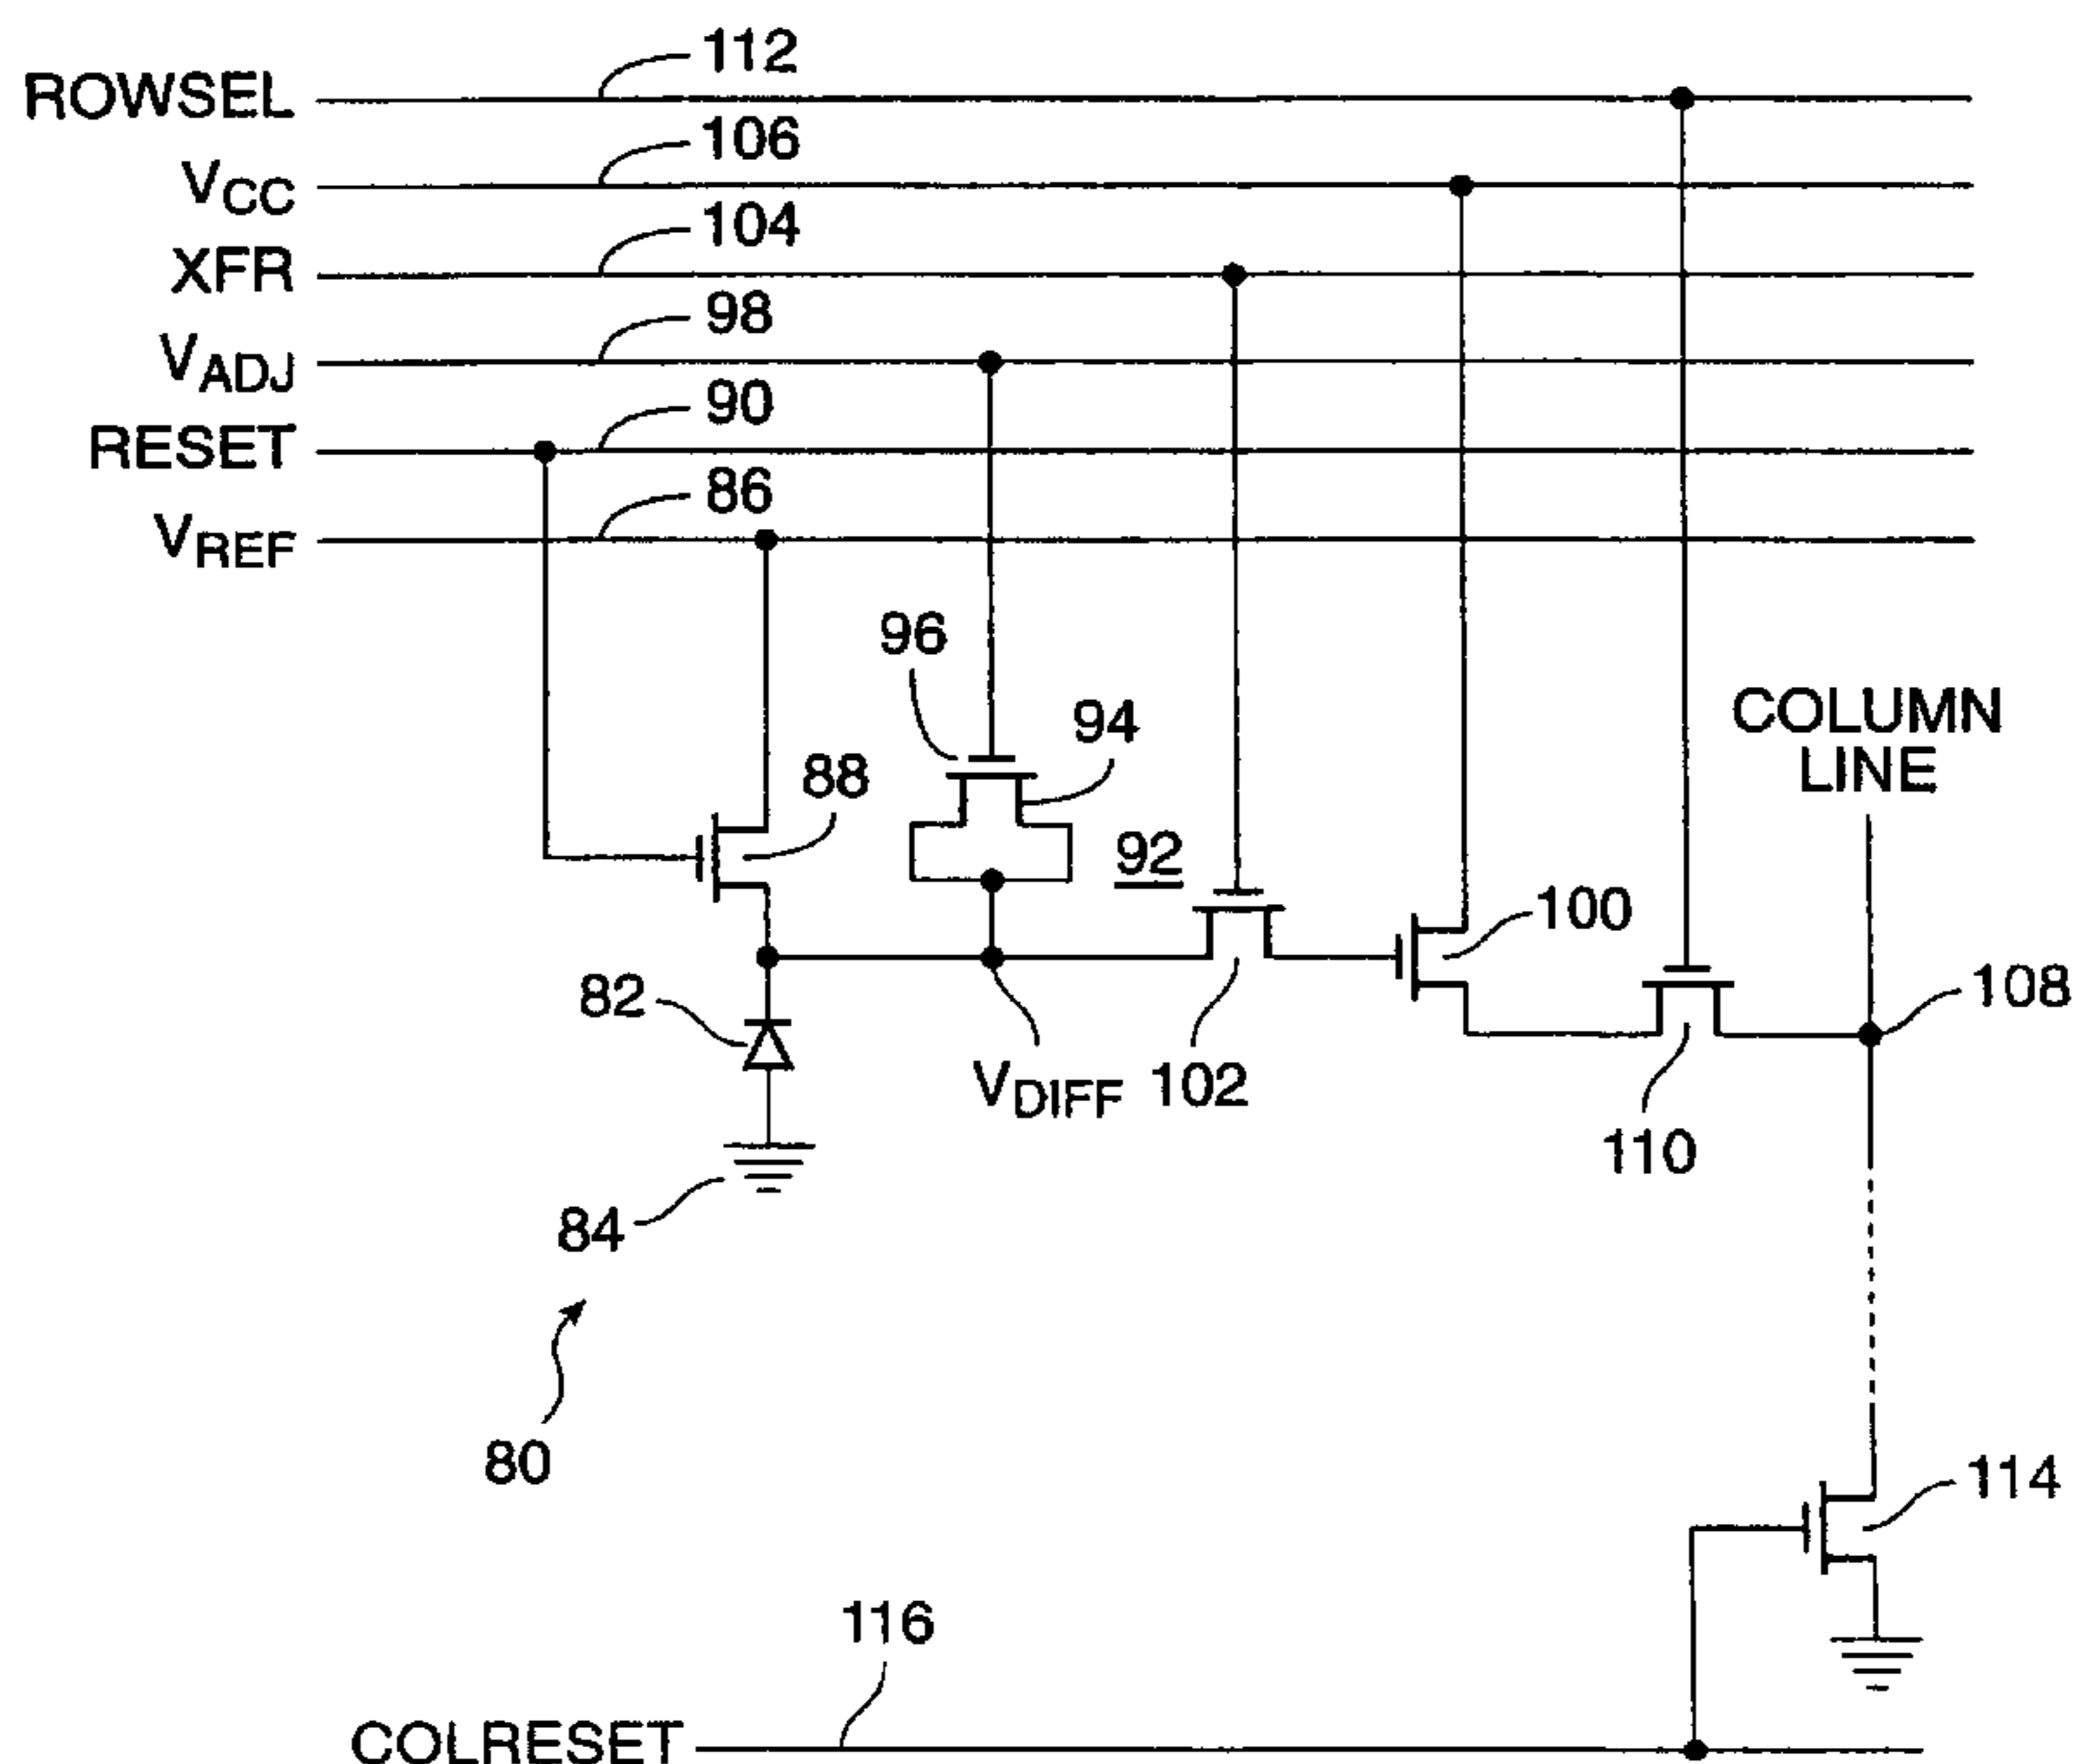 112
ROWSEL
106
VCC
104
XFR
98
VADJ
90
RESET
86
VREF
96
94
COLUMN
LINE
88
92
100
82
108
VDIFF
102
110
84
80
114
116
COLRESET